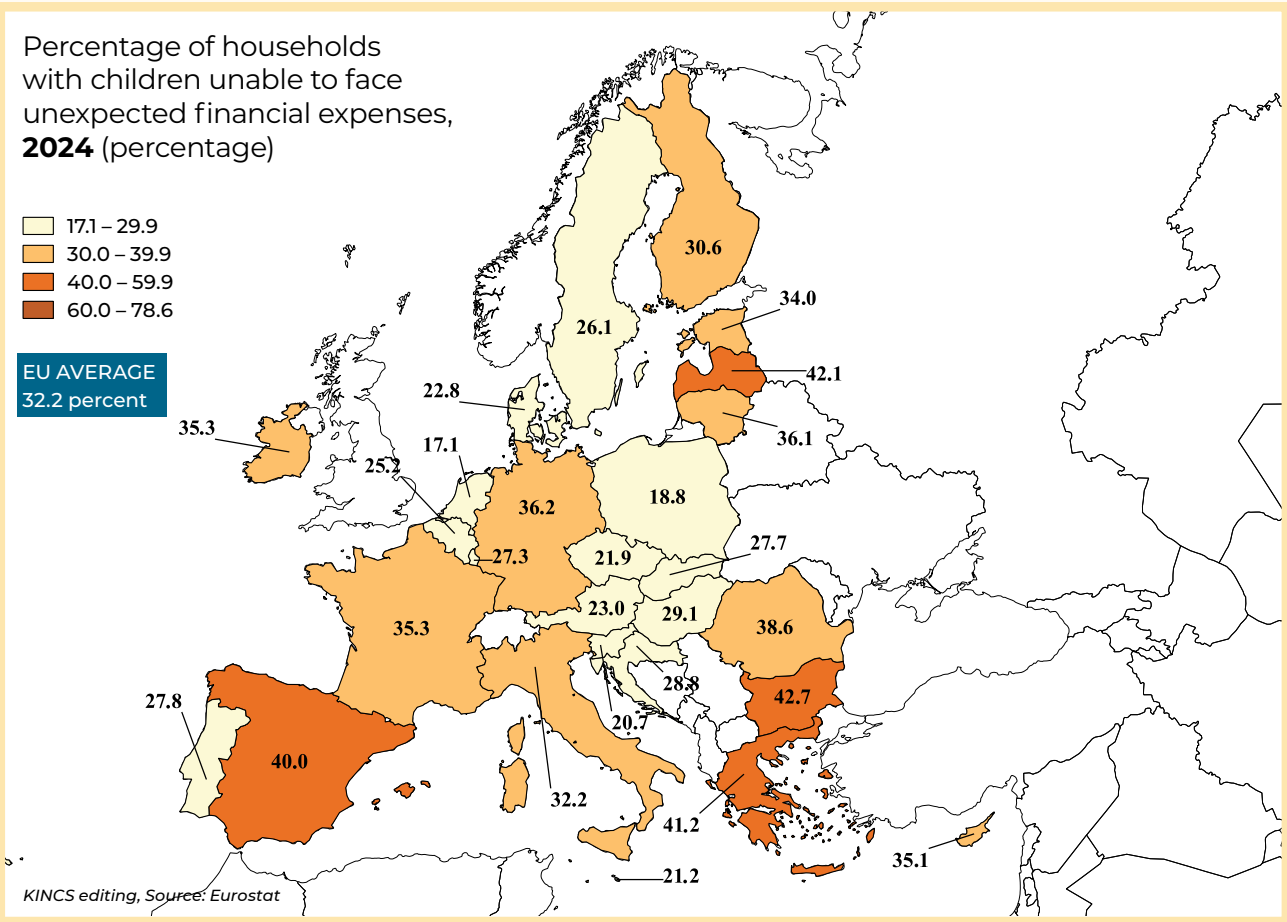 Percentage of households
with children unable to face
unexpected financial expenses,
2024 (percentage)
17.1 – 29.9
30.0 – 39.9
40.0 – 59.9
60.0 – 78.6
EU AVERAGE
32.2 percent
30.6
34.0
26.1
42.1
22.8
35.3
36.1
17.1
25.2
18.8
36.2
27.7
27.3
21.9
23.0
29.1
35.3
38.6
28.8
42.7
27.8
20.7
40.0
32.2
41.2
35.1
21.2
KINCS editing, Source: Eurostat